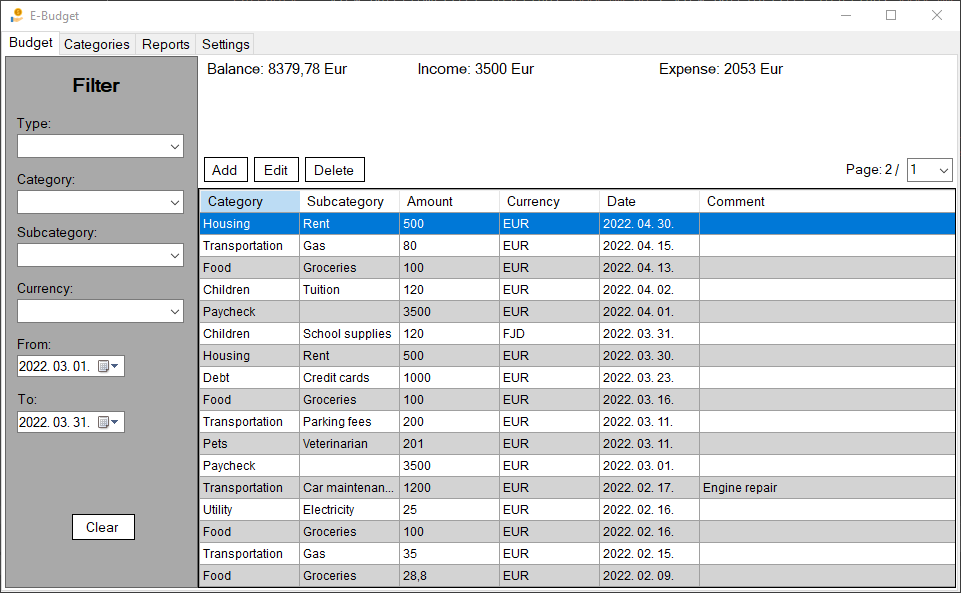 E-Budget
Budget Categories Reports Settings
Filter
Type:
Category:
Subcategory:
Currency:
From:
2022. 03. 01.
To:
2022. 03. 31.
Clear
Balance: 8379,78 Eur Income: 3500 Eur Expense: 2053 Eur
Add Edit Delete Page: 2 / 1
Category Subcategory Amount Currency Date Comment
Housing Rent 500 EUR 2022. 04. 30.
Transportation Gas 80 EUR 2022. 04. 15.
Food Groceries 100 EUR 2022. 04. 13.
Children Tuition 120 EUR 2022. 04. 02.
Paycheck 3500 EUR 2022. 04. 01.
Children School supplies 120 FJD 2022. 03. 31.
Housing Rent 500 EUR 2022. 03. 30.
Debt Credit cards 1000 EUR 2022. 03. 23.
Food Groceries 100 EUR 2022. 03. 16.
Transportation Parking fees 200 EUR 2022. 03. 11.
Pets Veterinarian 201 EUR 2022. 03. 11.
Paycheck 3500 EUR 2022. 03. 01.
Transportation Car maintenan... 1200 EUR 2022. 02. 17. Engine repair
Utility Electricity 25 EUR 2022. 02. 16.
Food Groceries 100 EUR 2022. 02. 16.
Transportation Gas 35 EUR 2022. 02. 15.
Food Groceries 28,8 EUR 2022. 02. 09.